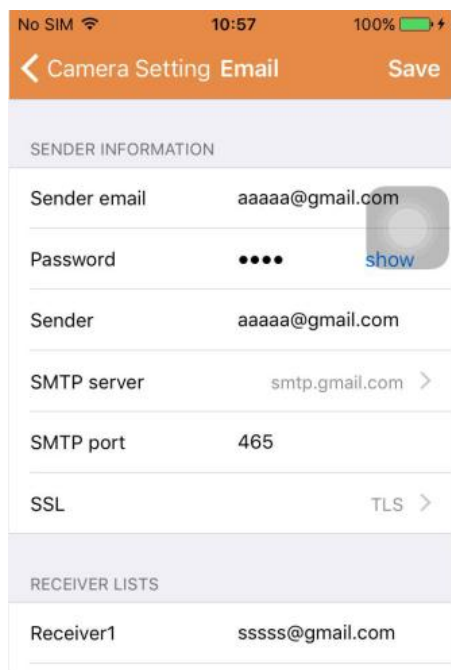 No SIM 10:57 100%
Camera Setting Email Save
SENDER INFORMATION
Sender email aaaaa@gmail.com
Password •••• show
Sender aaaaa@gmail.com
SMTP server smtp.gmail.com
SMTP port 465
SSL TLS
RECEIVER LISTS
Receiver1 sssss@gmail.com